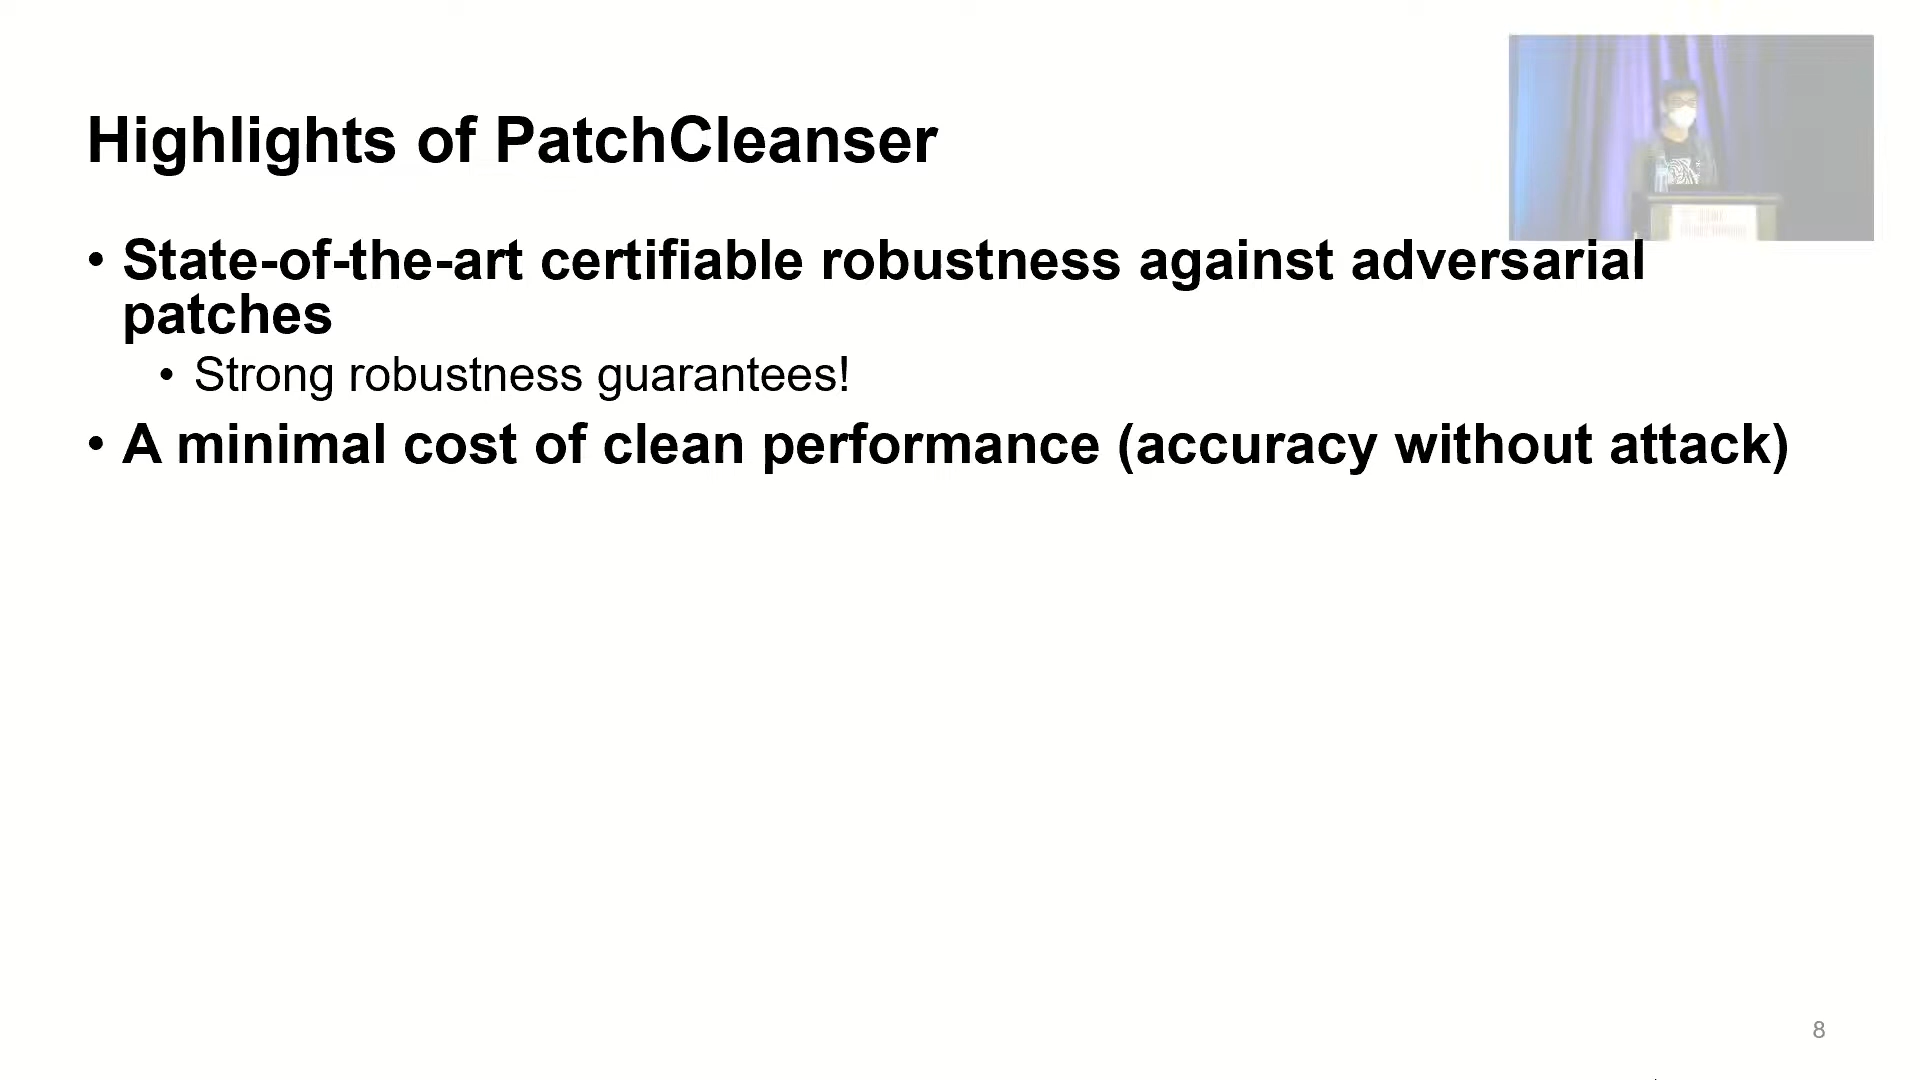 Highlights of PatchCleanser
• State-of-the-art certifiable robustness against adversarial
patches
• Strong robustness guarantees!
• A minimal cost of clean performance (accuracy without attack)
8